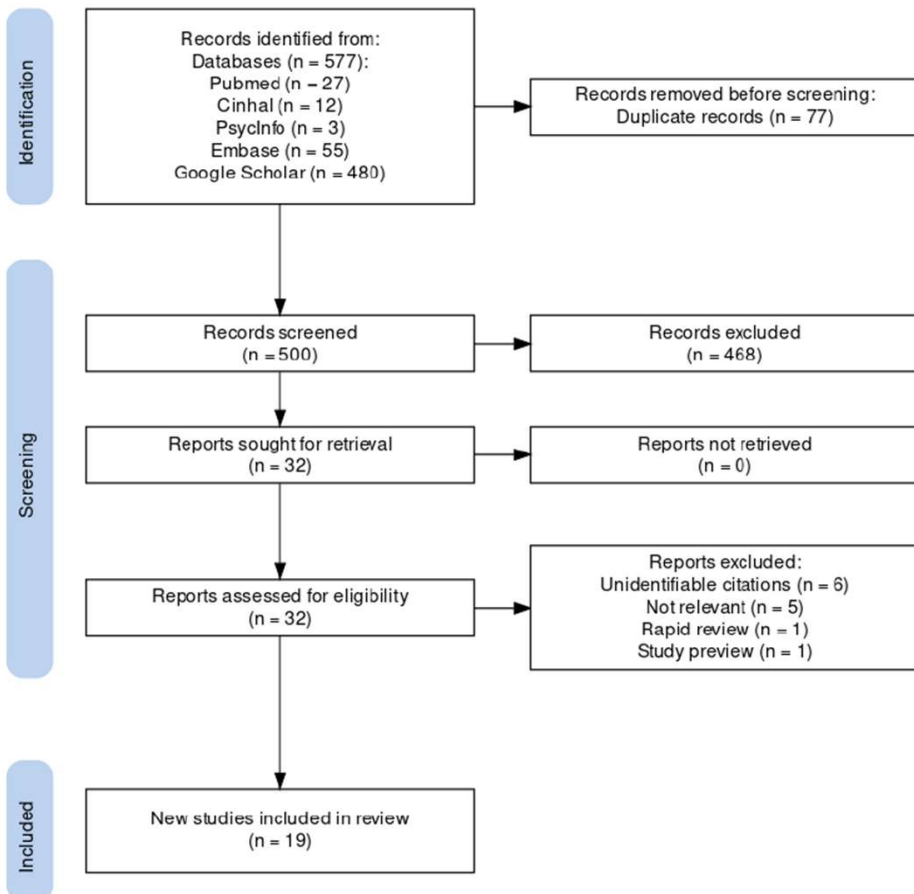 Identification
Records identified from:
Databases (n = 577):
Pubmed (n – 27)
Cinhal (n = 12)
PsycInfo (n = 3)
Embase (n = 55)
Google Scholar (n = 480)
Records removed before screening:
Duplicate records (n = 77)
Screening
Records screened
(n = 500)
Records excluded
(n = 468)
Reports sought for retrieval
(n = 32)
Reports not retrieved
(n = 0)
Reports assessed for eligibility
(n = 32)
Reports excluded:
Unidentifiable citations (n = 6)
Not relevant (n = 5)
Rapid review (n = 1)
Study preview (n = 1)
Included
New studies included in review
(n = 19)